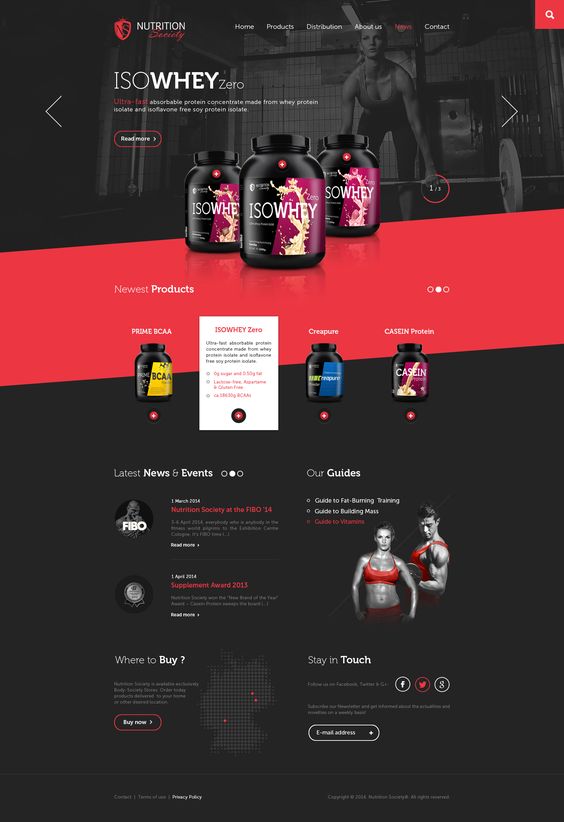 NUTRITION
Society
Home Products Distribution About us News Contact
ISOWHEY Zero
Ultra-fast absorbable protein concentrate made from whey protein
isolate and isoflavone free soy protein isolate.
Read more
1 / 3
ISOWHEY
Zero
ISOWHEY
Zero
ISOWHEY
Newest Products
PRIME BCAA
ISOWHEY Zero
Creapure
CASEIN Protein
Ultra-fast absorbable protein
concentrate made from whey
protein isolate and isoflavone
free soy protein isolate.
0g sugar and 0.50g fat
Lactose-free, Aspartame
& Gluten Free
PRIME
BCAA
CASEIN
Latest News & Events
1 March 2014
Nutrition Society at the FIBO '14
3-6 April 2014, everybody who is anybody in the
fitness world pilgrims to the Exhibition Centre
Cologne: It's FIBO time (...)
Read more
FIBO
1 April 2014
Supplement Award 2013
Nutrition Society won the "New Brand of the Year"
Award – Casein Protein sweeps the board (...)
Read more
Our Guides
Guide to Fat-Burning Training
Guide to Building Mass
Guide to Vitamins
Where to Buy ?
Nutrition Society is available exclusively
Body Society Stores. Order today
products delivered to your home
or other desired location.
Buy now
Stay in Touch
Follow us on Facebook, Twitter & G+:
Subscribe our Newsletter and get informed about the actualities and
novelties on a weekly basis!
E-mail address +
Contact | Terms of use | Privacy Policy
Copyright © 2014 Nutrition Society®. All rights reserved.